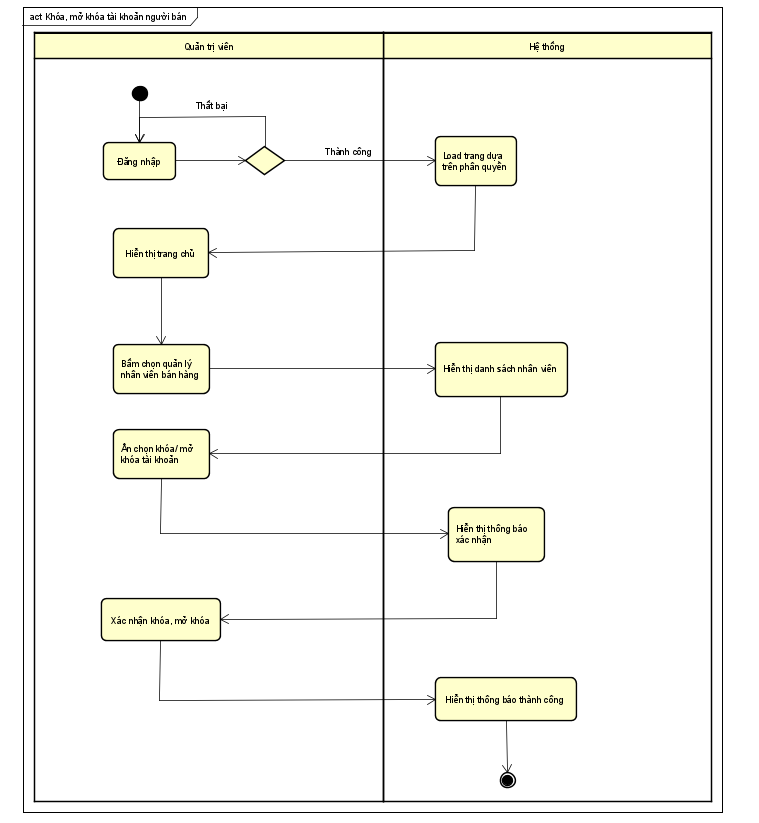 act Khóa, mở khóa tài khoản người bán
Quản trị viên
Hệ thống
Thất bại
Đăng nhập
Thành công
Load trang dựa
trên phân quyền
Hiển thị trang chủ
Bấm chọn quản lý
nhân viên bán hàng
Hiển thị danh sách nhân viên
Ấn chọn khóa/ mở
khóa tài khoản
Hiển thị thông báo
xác nhận
Xác nhận khóa, mở khóa
Hiển thị thông báo thành công